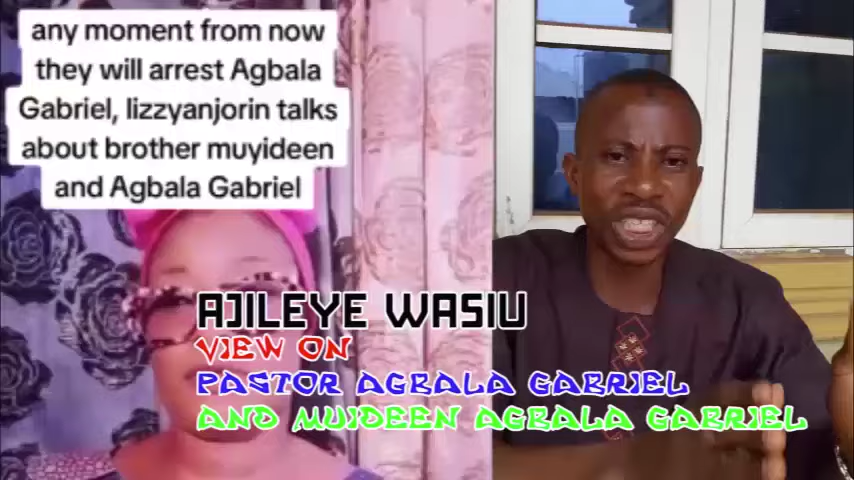 any moment from now
they will arrest Agbala
Gabriel, lizzyanjorin talks
about brother muyideen
and Agbala Gabriel
AJILEYE WASIU
VIEW ON
PASTOR AGBALA GABRIEL
AND MUIDEEN AGBALA GABRIEL